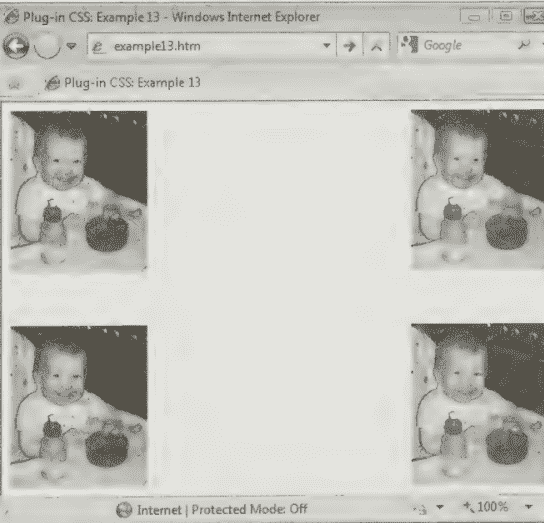 Plug-in CSS: Example 13 - Windows Internet Explorer
example13.htm
Google
Plug-in CSS: Example 13
Internet | Protected Mode: Off
100%